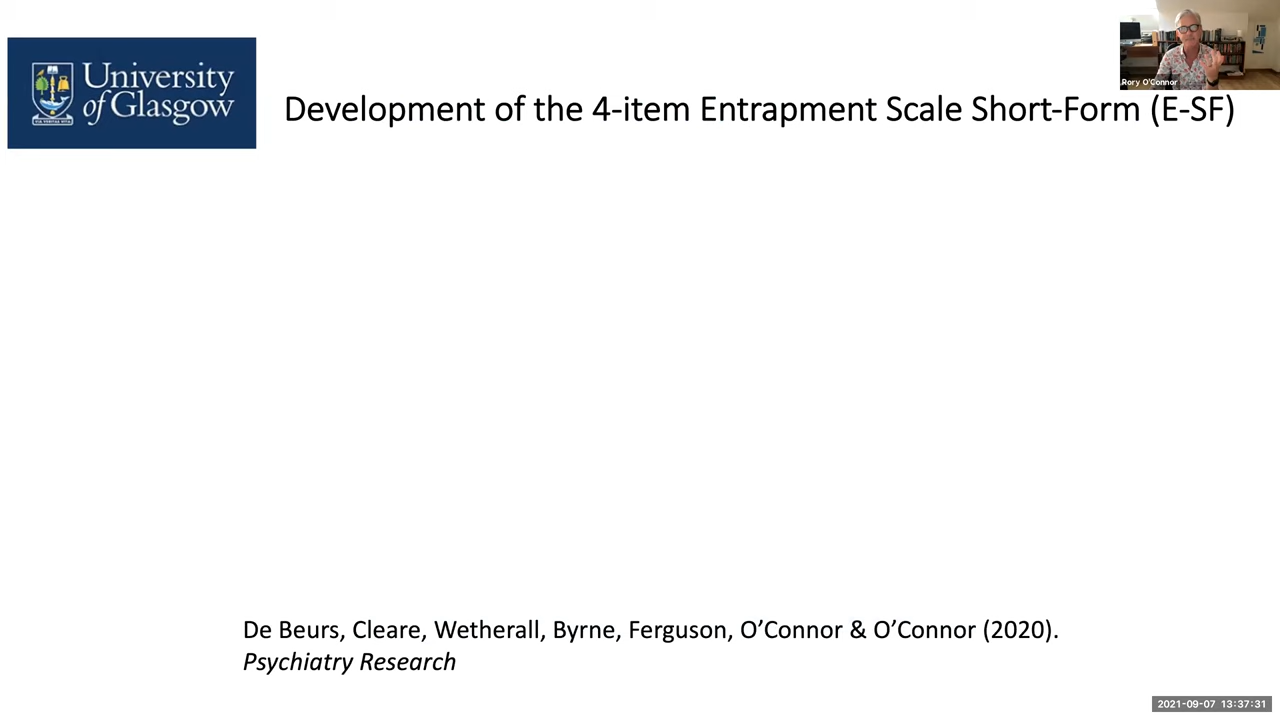 University
of Glasgow
Rory O'Connor
Development of the 4-item Entrapment Scale Short-Form (E-SF)
De Beurs, Cleare, Wetherall, Byrne, Ferguson, O’Connor & O’Connor (2020).
Psychiatry Research
2021-09-07 13:37:31